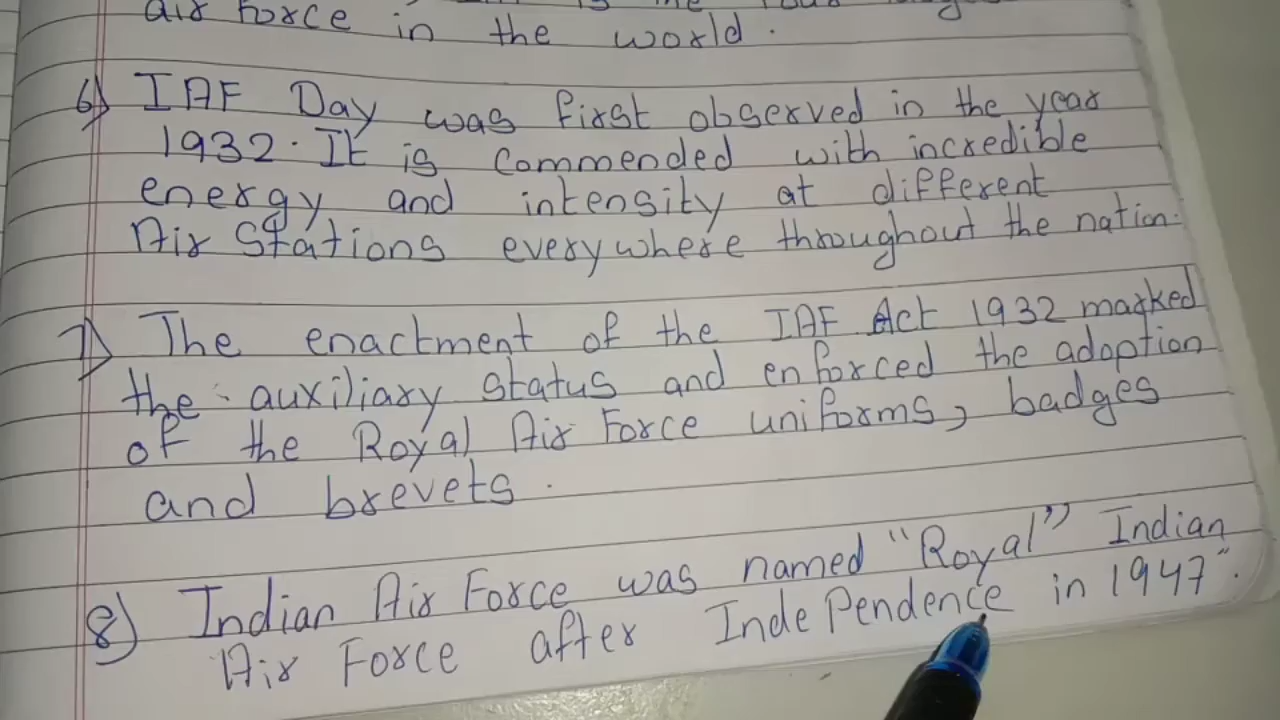 air force in the world.
6) IAF Day was first observed in the year
1932. It is commended with incredible
energy and intensity at different
Air Stations everywhere throughout the nation.
7) The enactment of the IAF Act 1932 marked
the auxiliary status and enforced the adoption
of the Royal Air Force uniforms, badges
and brevets.
8) Indian Air Force was named "Royal" Indian
Air Force after Independence in 1947".